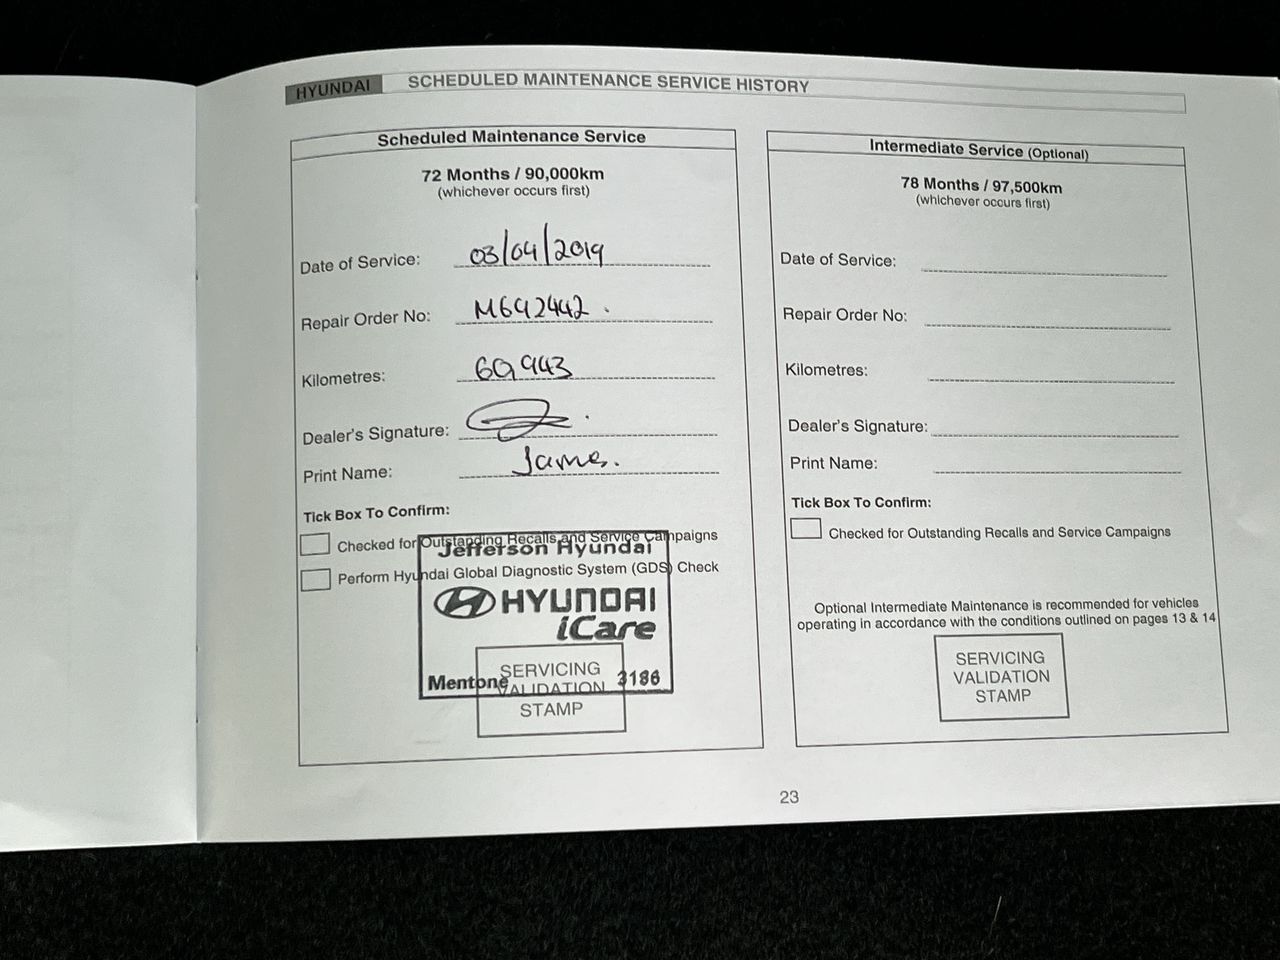 HYUNDAI SCHEDULED MAINTENANCE SERVICE HISTORY
Scheduled Maintenance Service
72 Months / 90,000km
(whichever occurs first)
Date of Service: 03/04/2019
Repair Order No: M642442.
Kilometres: 69943
Dealer's Signature:
Print Name: James.
Tick Box To Confirm:
Checked for Outstanding Recalls and Service Campaigns
Perform Hyundai Global Diagnostic System (GDS) Check
Jefferson Hyundai
HYUNDAI
iCare
Mentone 3186
SERVICING
VALIDATION
STAMP
Intermediate Service (Optional)
78 Months / 97,500km
(whichever occurs first)
Date of Service:
Repair Order No:
Kilometres:
Dealer's Signature:
Print Name:
Tick Box To Confirm:
Checked for Outstanding Recalls and Service Campaigns
Optional Intermediate Maintenance is recommended for vehicles
operating in accordance with the conditions outlined on pages 13 & 14
SERVICING
VALIDATION
STAMP
23